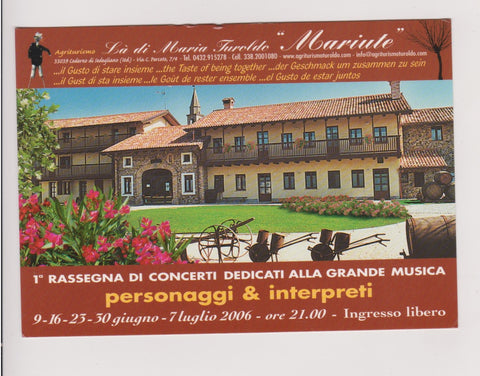 Agriturismo Là di Maria Turoldo "Mariute"
33039 Coderno di Sedegliano (Ud.) - Via C. Percoto, 7/9 - Tel. 0432.915278 - Cell. 338.2001080 - www.agriturismoturoldo.com - info@agriturismoturoldo.com
...il Gusto di stare insieme ...the Taste of being together ...der Geschmack um zusammen zu sein
...il Gust di sta insieme ...le Goût de rester ensemble ...el Gusto de estar juntos
1° RASSEGNA DI CONCERTI DEDICATI ALLA GRANDE MUSICA
personaggi & interpreti
9-16-23-30 giugno - 7 luglio 2006 - ore 21.00 - Ingresso libero